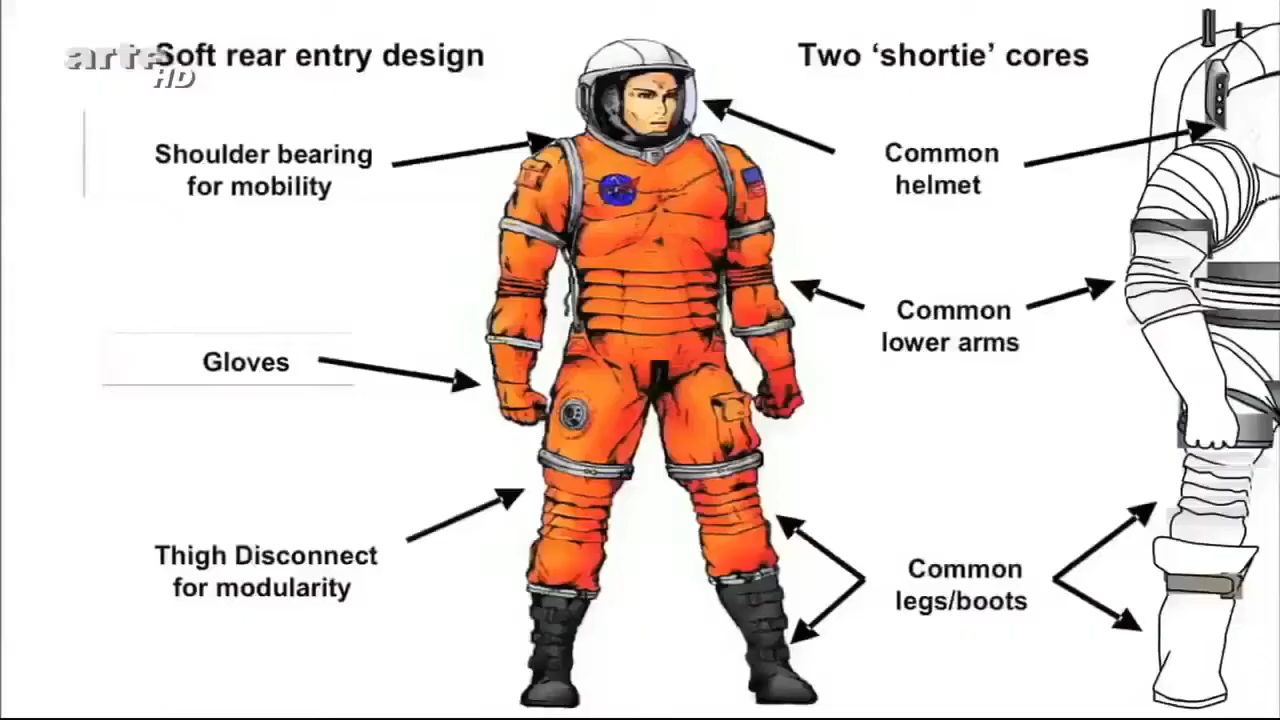 arte
HD
Soft rear entry design
Two ‘shortie’ cores
Shoulder bearing
for mobility
Common
helmet
Common
lower arms
Gloves
Thigh Disconnect
for modularity
Common
legs/boots